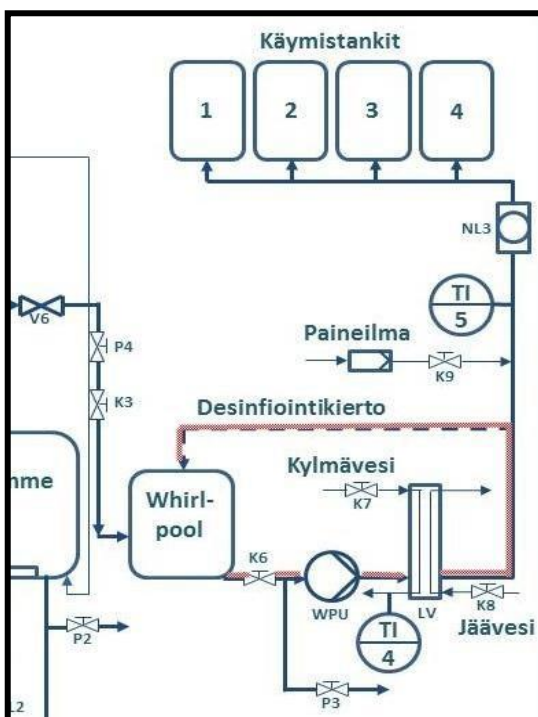 Käymistankit
1
2
3
4
NL3
TI
5
V6
P4
Paineilma
K9
K3
Desinfiointikierto
mme
Whirl-
pool
Kylmävesi
K7
K6
WPU
LV
K8
Jäävesi
P2
TI
4
P3
L2